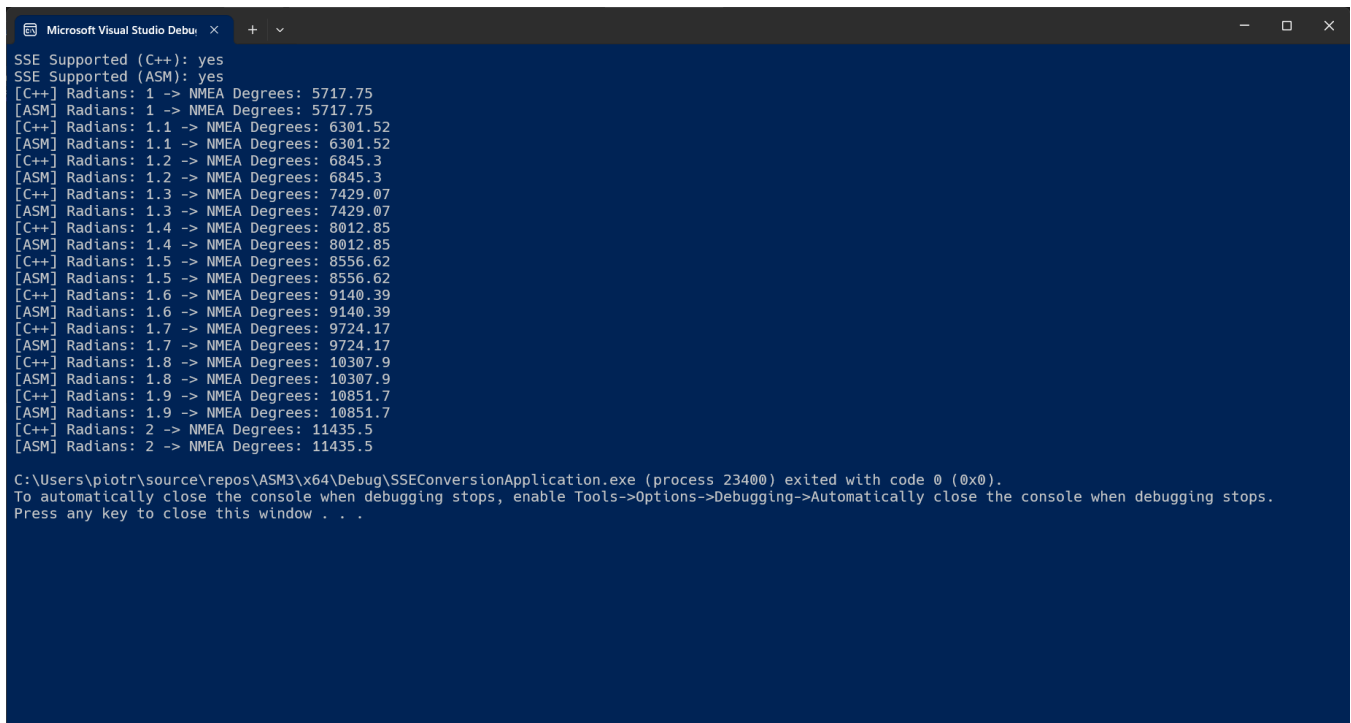 Microsoft Visual Studio Debu
SSE Supported (C++): yes
SSE Supported (ASM): yes
[C++] Radians: 1 -> NMEA Degrees: 5717.75
[ASM] Radians: 1 -> NMEA Degrees: 5717.75
[C++] Radians: 1.1 -> NMEA Degrees: 6301.52
[ASM] Radians: 1.1 -> NMEA Degrees: 6301.52
[C++] Radians: 1.2 -> NMEA Degrees: 6845.3
[ASM] Radians: 1.2 -> NMEA Degrees: 6845.3
[C++] Radians: 1.3 -> NMEA Degrees: 7429.07
[ASM] Radians: 1.3 -> NMEA Degrees: 7429.07
[C++] Radians: 1.4 -> NMEA Degrees: 8012.85
[ASM] Radians: 1.4 -> NMEA Degrees: 8012.85
[C++] Radians: 1.5 -> NMEA Degrees: 8556.62
[ASM] Radians: 1.5 -> NMEA Degrees: 8556.62
[C++] Radians: 1.6 -> NMEA Degrees: 9140.39
[ASM] Radians: 1.6 -> NMEA Degrees: 9140.39
[C++] Radians: 1.7 -> NMEA Degrees: 9724.17
[ASM] Radians: 1.7 -> NMEA Degrees: 9724.17
[C++] Radians: 1.8 -> NMEA Degrees: 10307.9
[ASM] Radians: 1.8 -> NMEA Degrees: 10307.9
[C++] Radians: 1.9 -> NMEA Degrees: 10851.7
[ASM] Radians: 1.9 -> NMEA Degrees: 10851.7
[C++] Radians: 2 -> NMEA Degrees: 11435.5
[ASM] Radians: 2 -> NMEA Degrees: 11435.5
C:\Users\piotr\source\repos\ASM3\x64\Debug\SSEConversionApplication.exe (process 23400) exited with code 0 (0x0).
To automatically close the console when debugging stops, enable Tools->Options->Debugging->Automatically close the console when debugging stops.
Press any key to close this window . . .